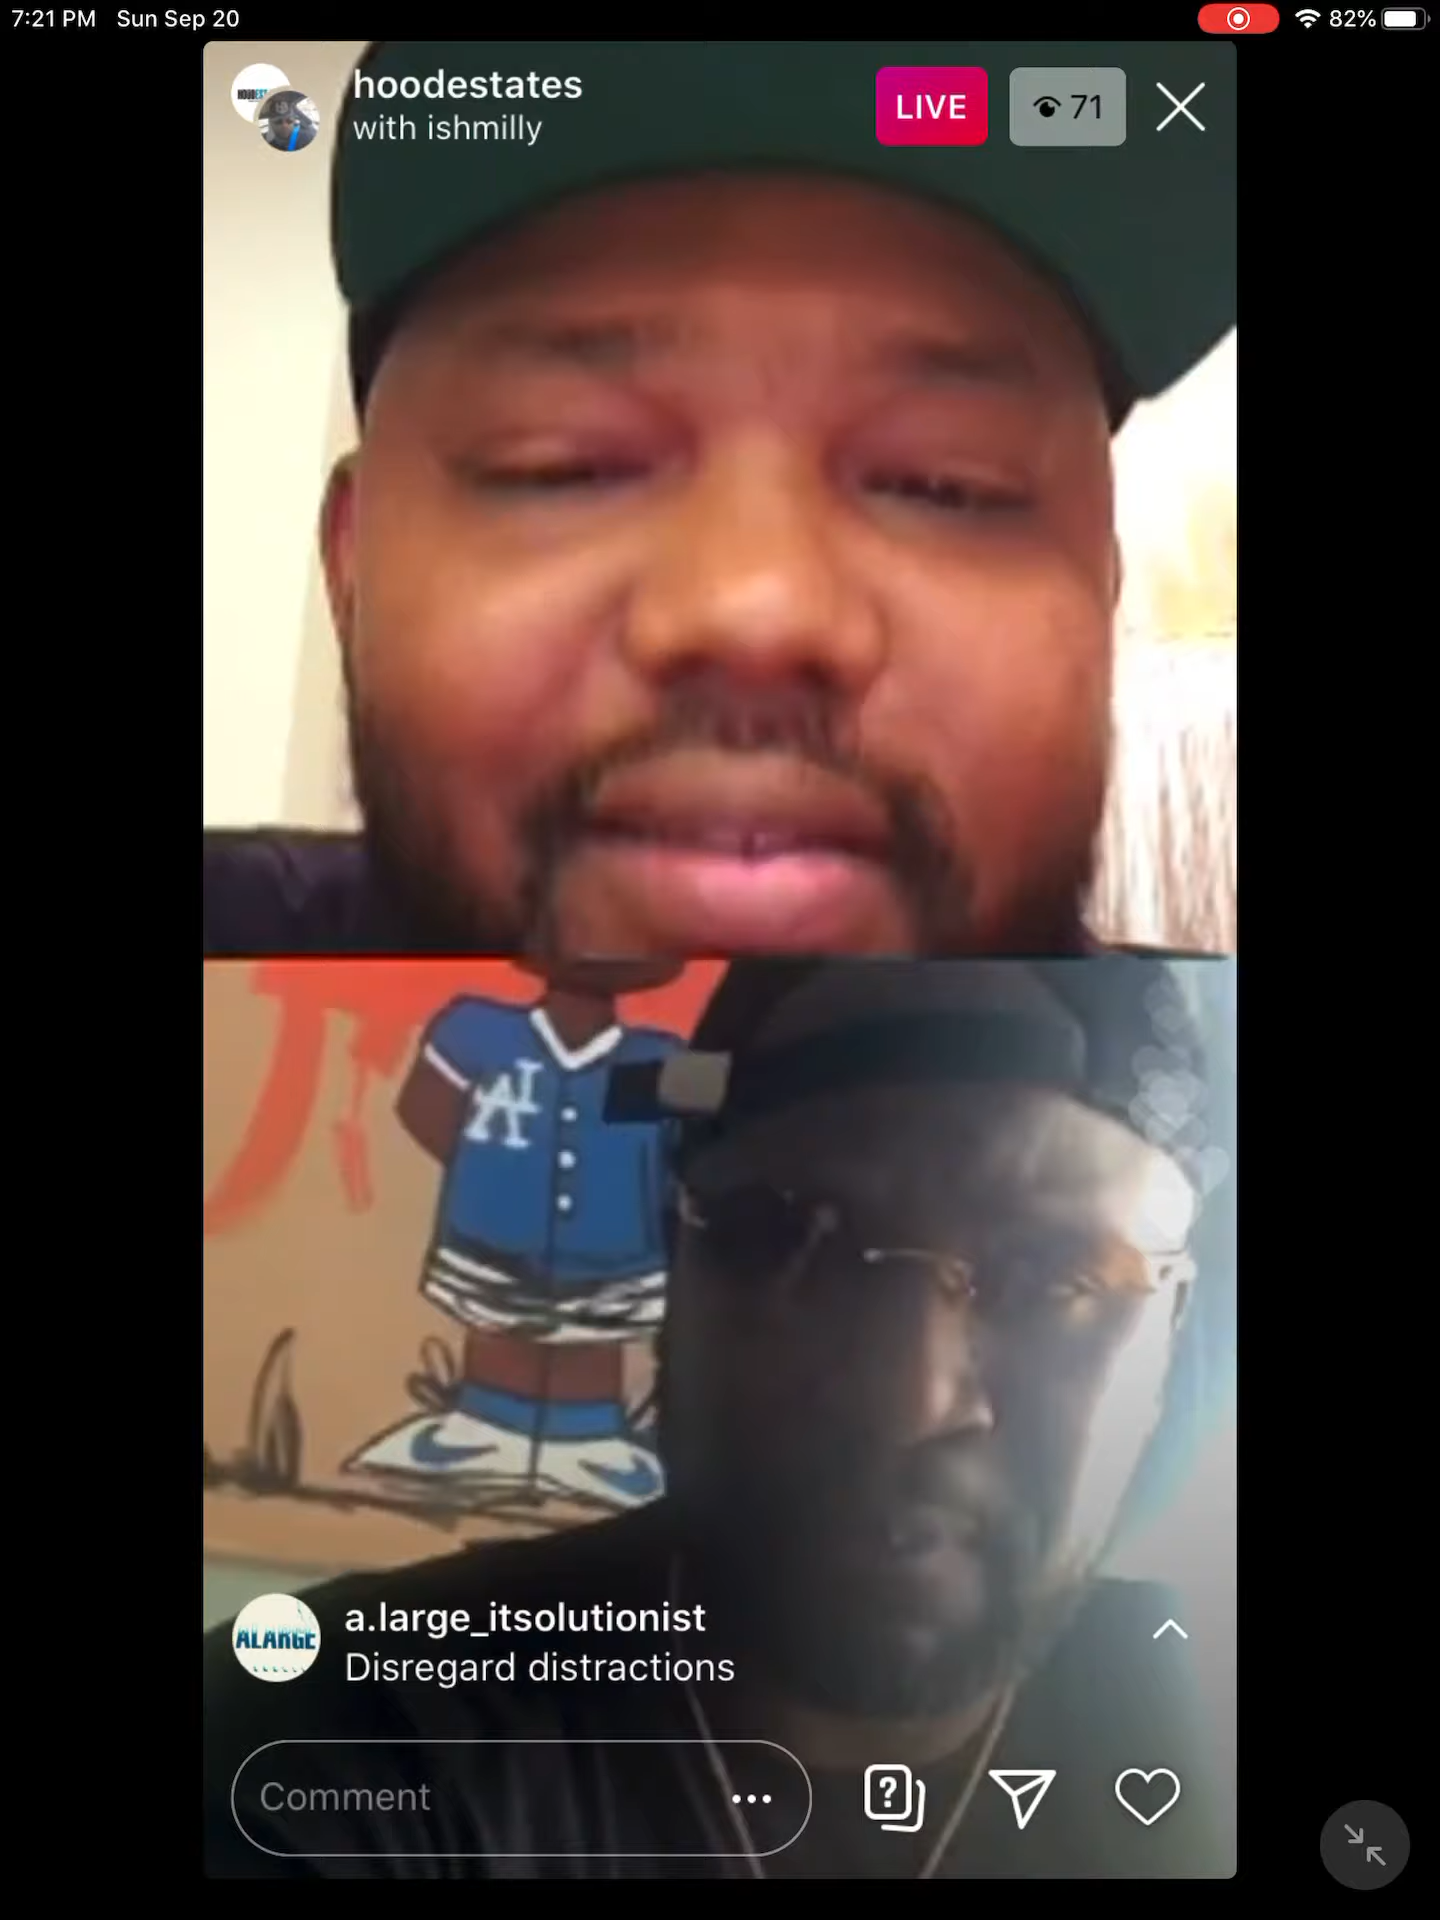 7:21 PM Sun Sep 20
82%
hoodestates
with ishmilly
LIVE
71
LA
a.large_itsolutionist
Disregard distractions
ALARGE
Comment